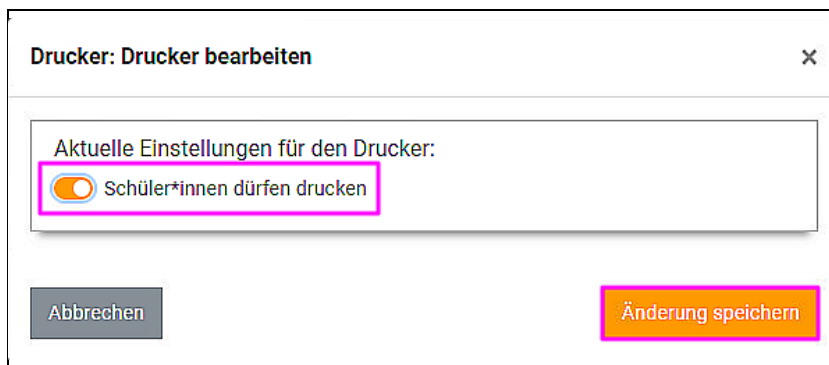 Drucker: Drucker bearbeiten ×
Aktuelle Einstellungen für den Drucker:
Schüler*innen dürfen drucken
Abbrechen
Änderung speichern